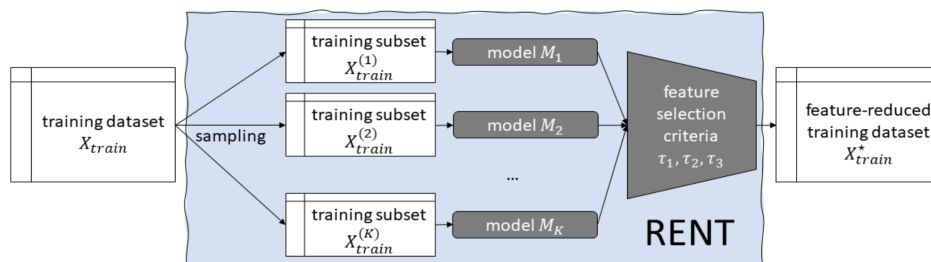 training dataset
X_train
sampling
training subset
X_train^(1)
training subset
X_train^(2)
training subset
X_train^(K)
model M_1
model M_2
...
model M_K
feature
selection
criteria
τ_1, τ_2, τ_3
RENT
feature-reduced
training dataset
X_train^⋆